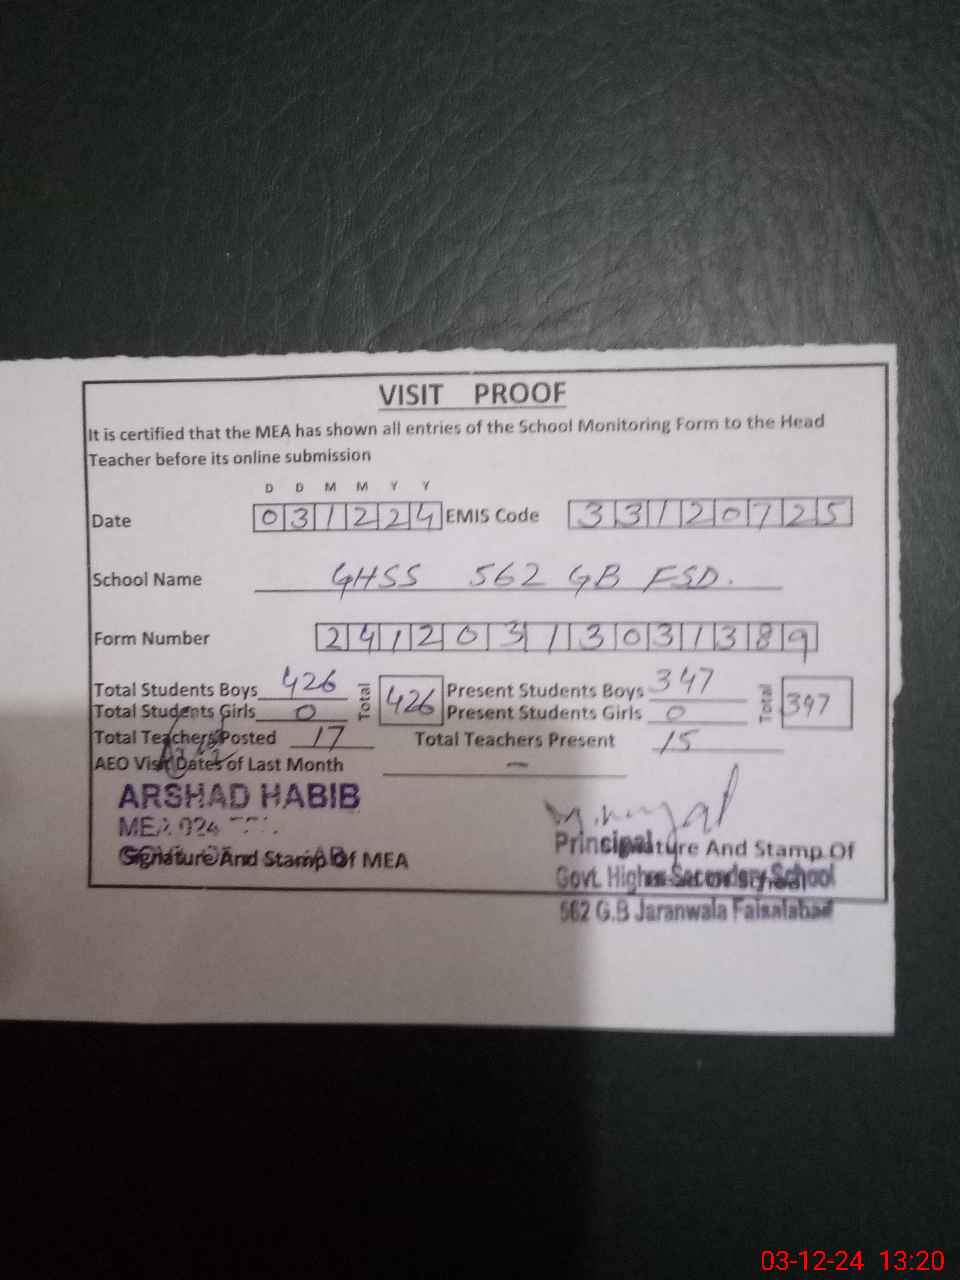 VISIT PROOF
It is certified that the MEA has shown all entries of the School Monitoring Form to the Head
Teacher before its online submission
D D M M Y Y
Date 031224 EMIS Code 33120725
School Name GHSS 562 GB FSD.
Form Number 24120313031389
Total Students Boys 426 Total 426 Present Students Boys 347 Total 347
Total Students Girls 0 Present Students Girls 0
Total Teachers Posted 17 Total Teachers Present 15
AEO Visit Dates of Last Month –
ARSHAD HABIB
MEA 024
Signature And Stamp Of MEA
Principal And Stamp Of
Govt. Higher Secondary School
562 G.B Jaranwala Faisalabad
03-12-24 13:20